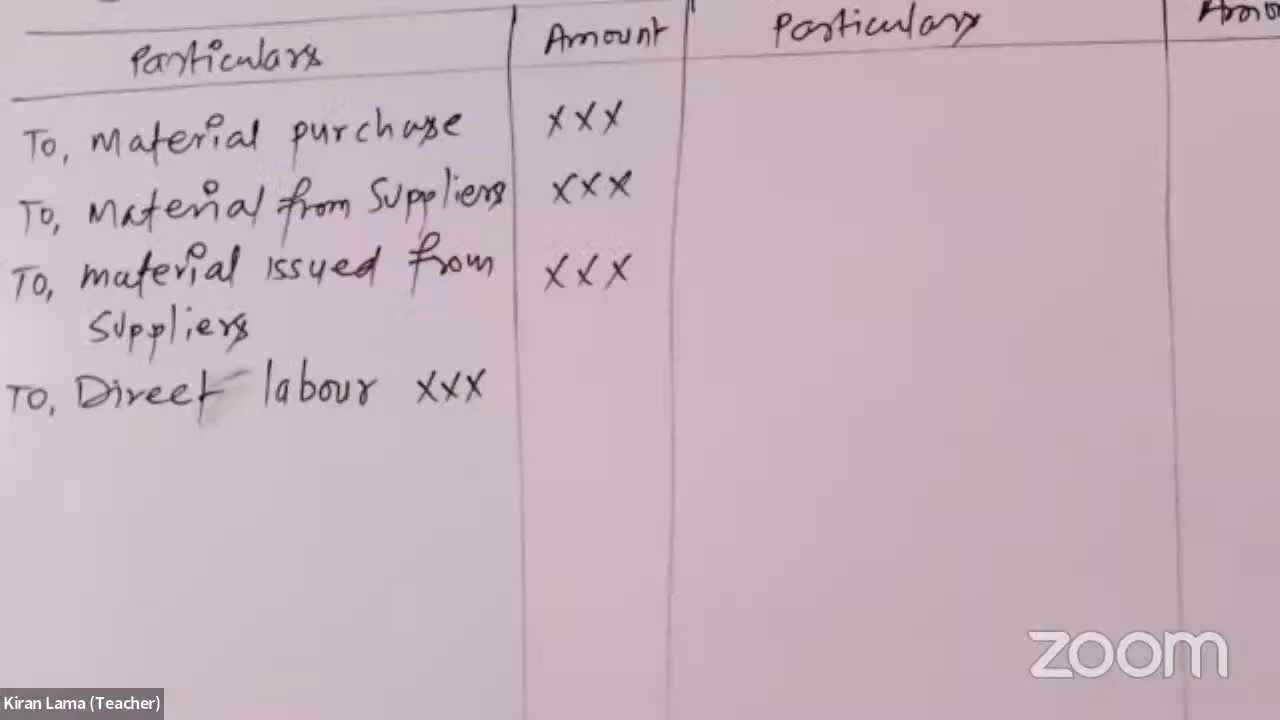 Particulars Amount Particulars Amou
To, Material purchase XXX
To, Material from Suppliers XXX
To, material issued from XXX
Suppliers
To, Direct labour XXX
zoom
Kiran Lama (Teacher)